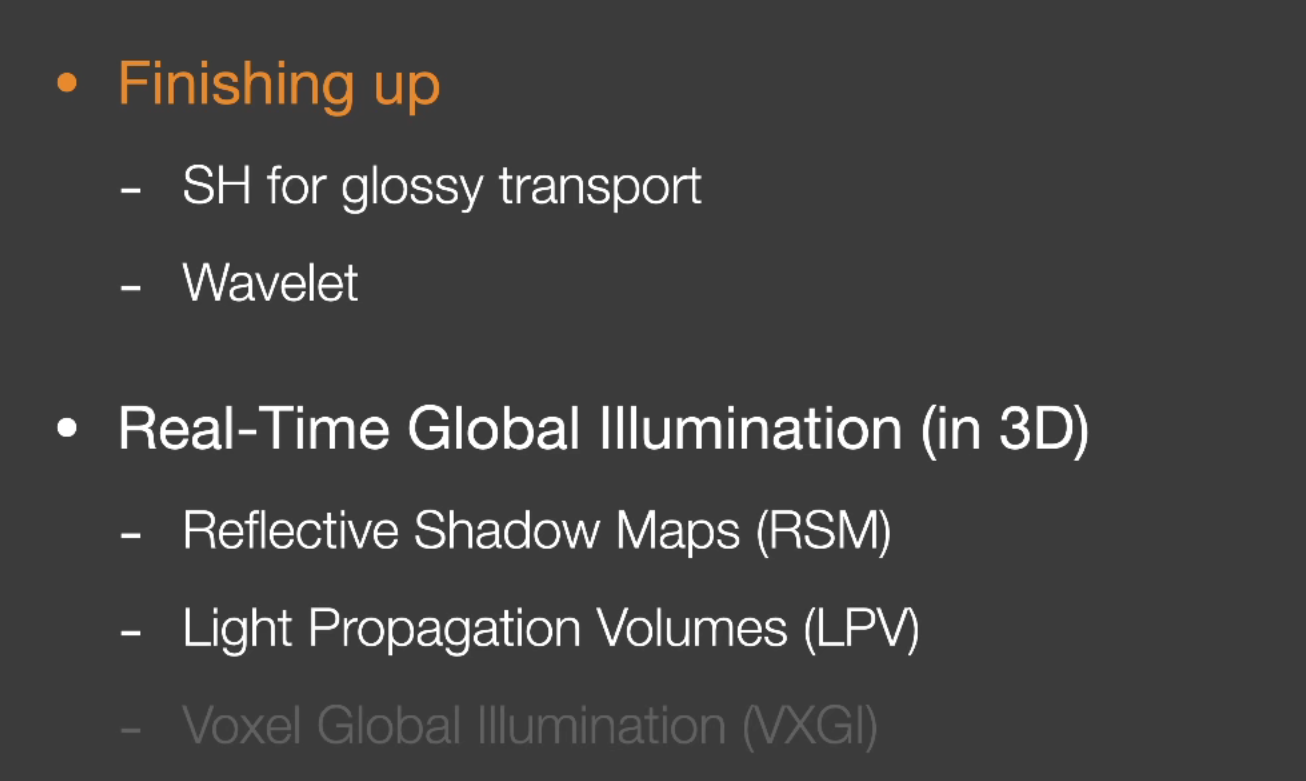 • Finishing up
- SH for glossy transport
- Wavelet
• Real-Time Global Illumination (in 3D)
- Reflective Shadow Maps (RSM)
- Light Propagation Volumes (LPV)
- Voxel Global Illumination (VXGI)